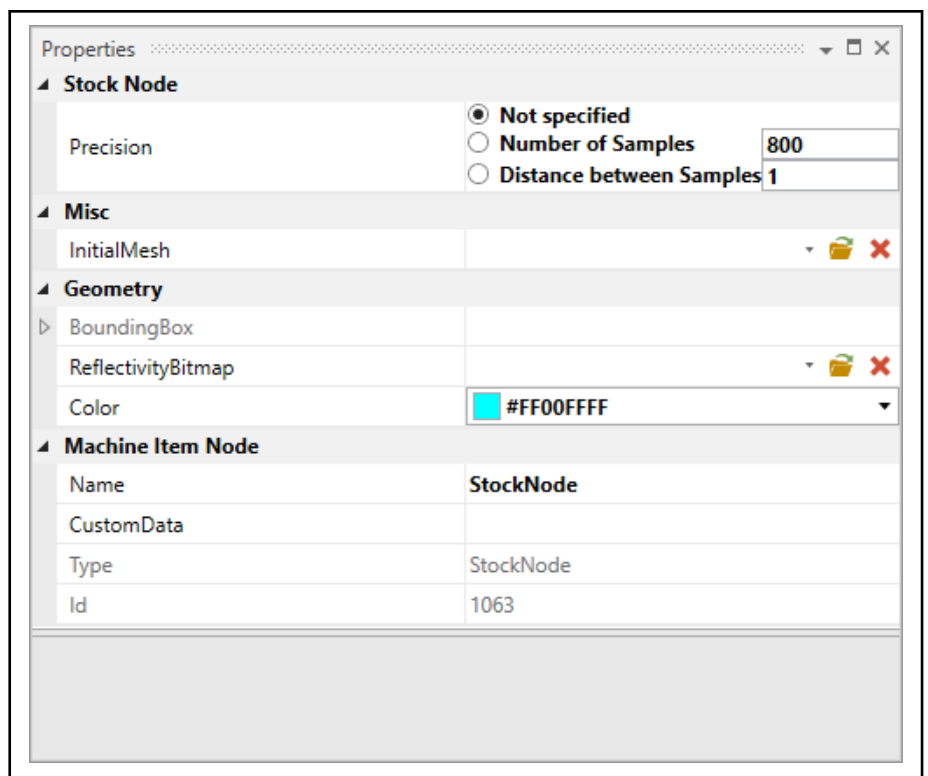 Properties
Stock Node
Precision
Not specified
Number of Samples 800
Distance between Samples 1
Misc
InitialMesh
Geometry
BoundingBox
ReflectivityBitmap
Color #FF00FFFF
Machine Item Node
Name StockNode
CustomData
Type StockNode
Id 1063